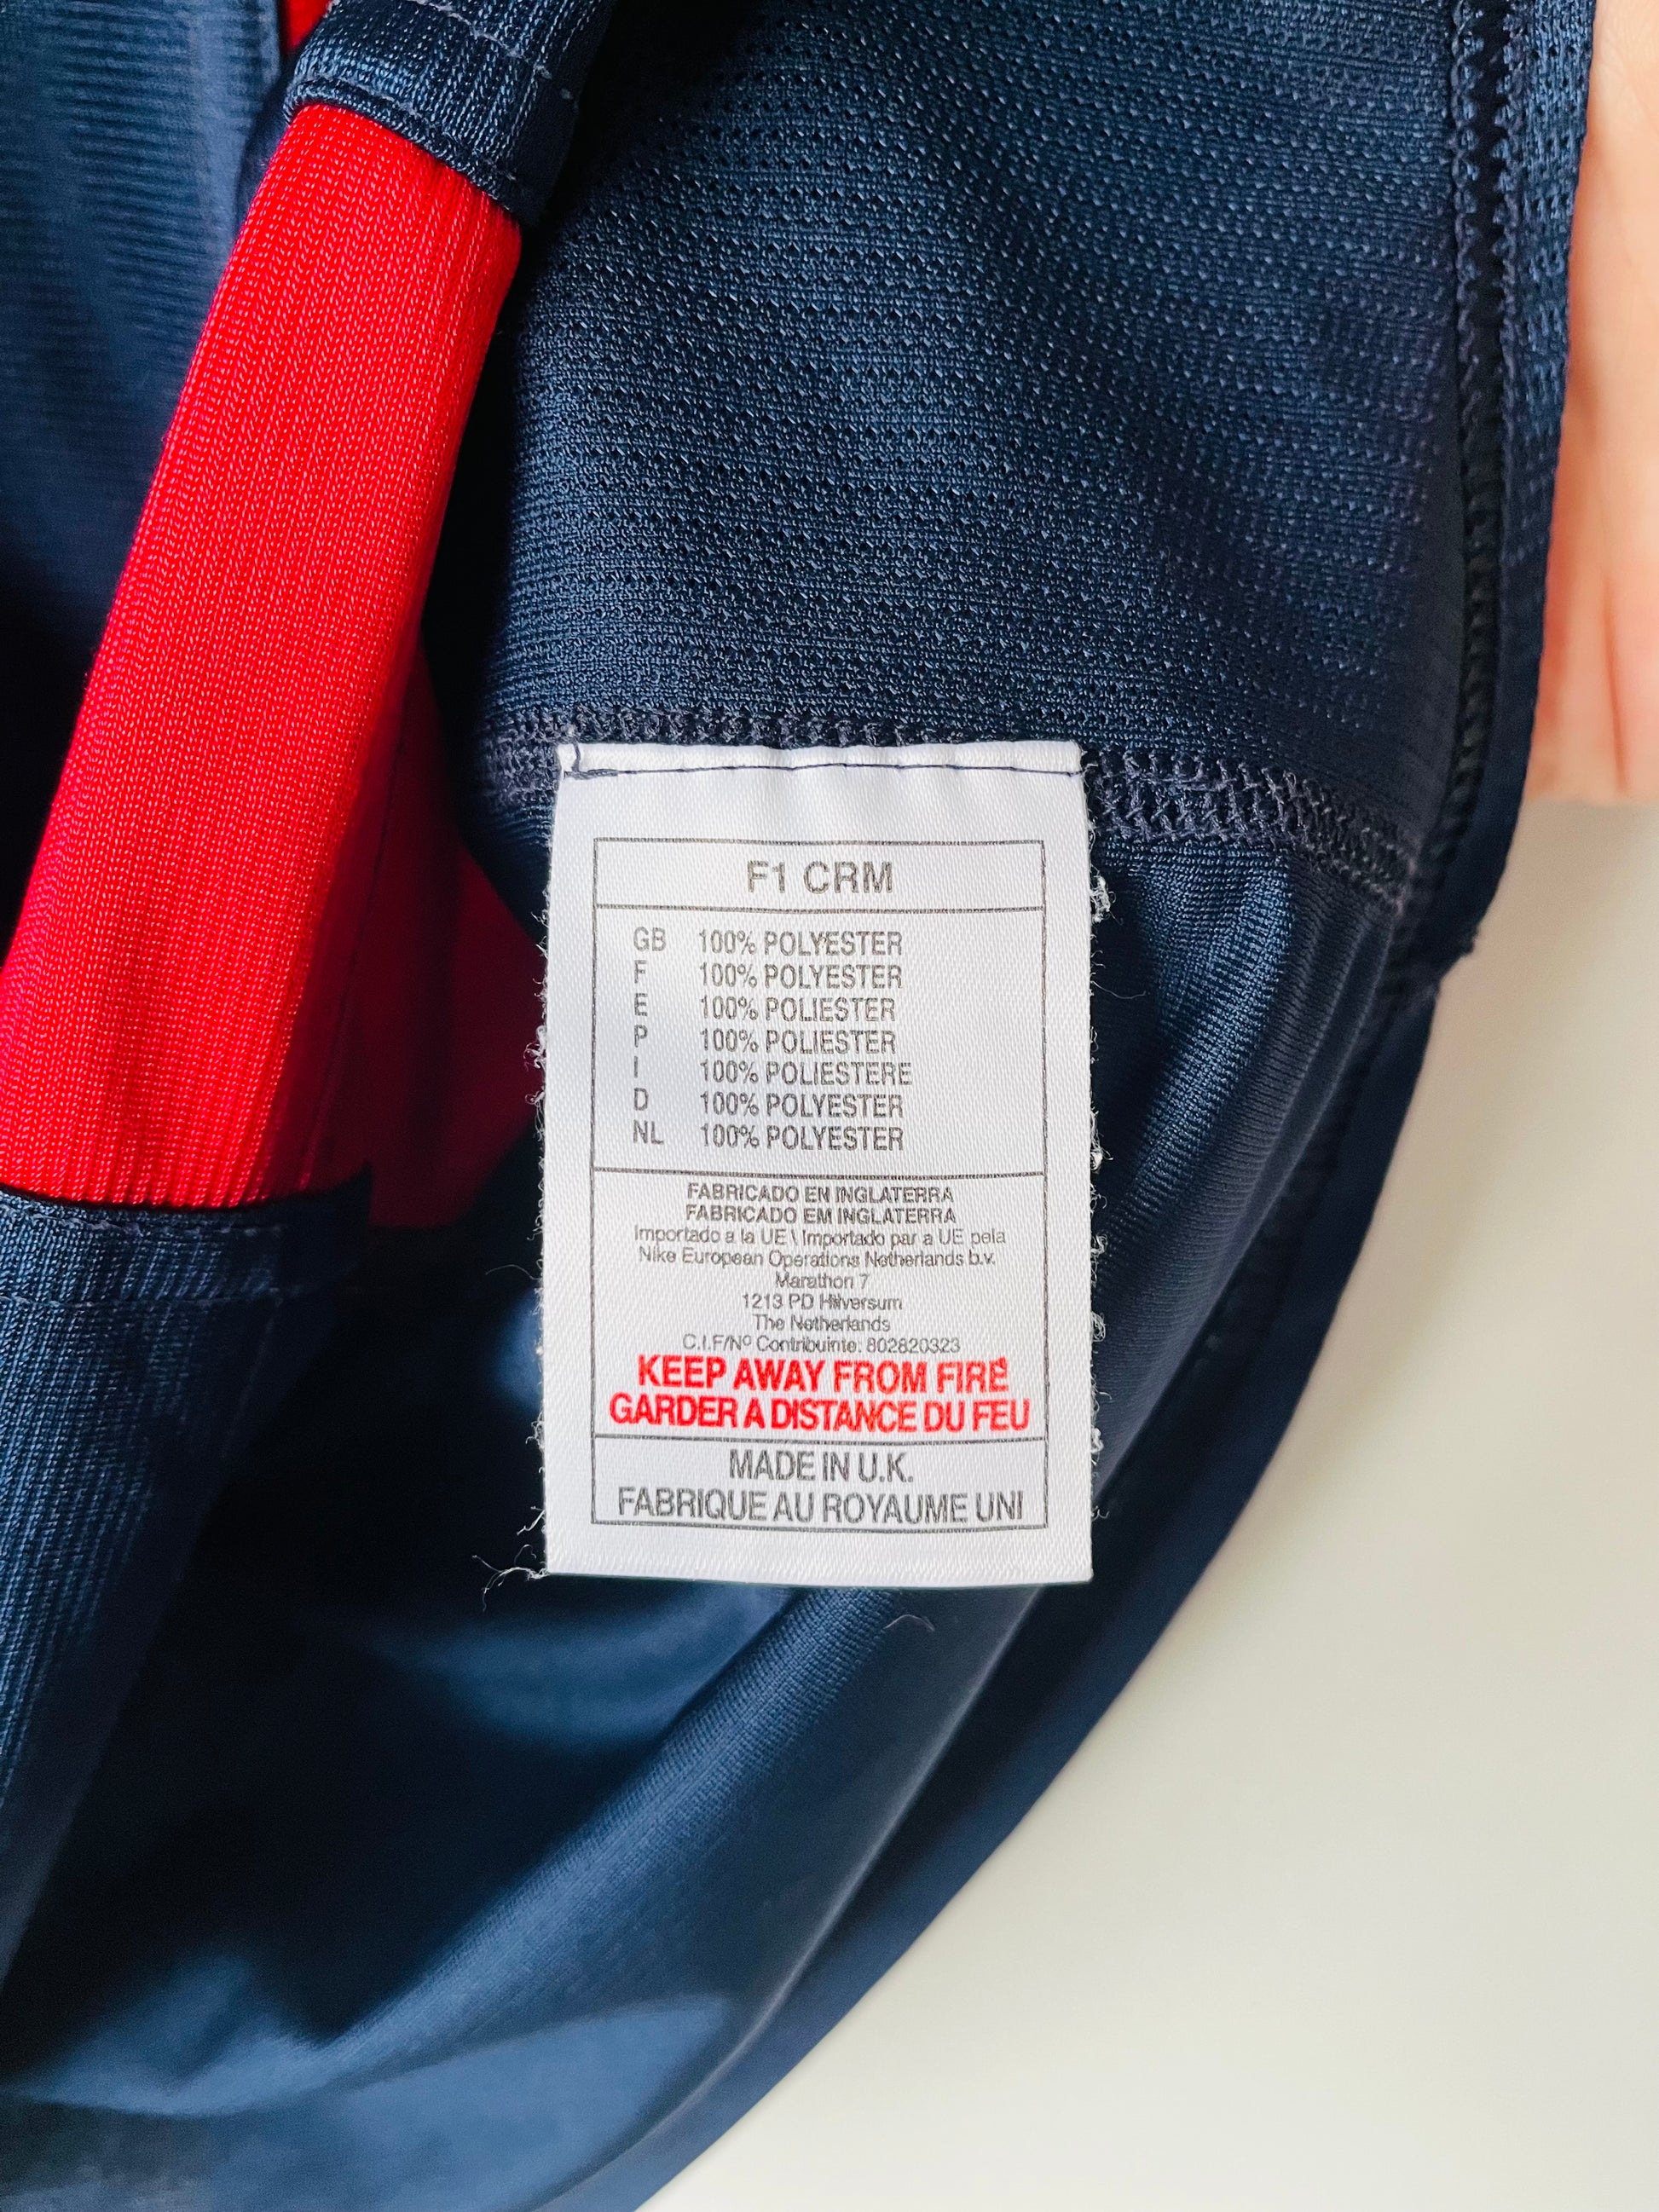 F1 CRM
GB 100% POLYESTER
F 100% POLYESTER
E 100% POLIESTER
P 100% POLIESTER
I 100% POLIESTERE
D 100% POLYESTER
NL 100% POLYESTER
FABRICADO EN INGLATERRA
FABRICADO EM INGLATERRA
Importado a la UE \ Importado par a UE pela
Nike European Operations Netherlands b.v.
Marathon 7
1213 PD Hilversum
The Netherlands
C.I.F/Nº Contribuinte: 802820323
KEEP AWAY FROM FIRE
GARDER A DISTANCE DU FEU
MADE IN U.K.
FABRIQUE AU ROYAUME UNI